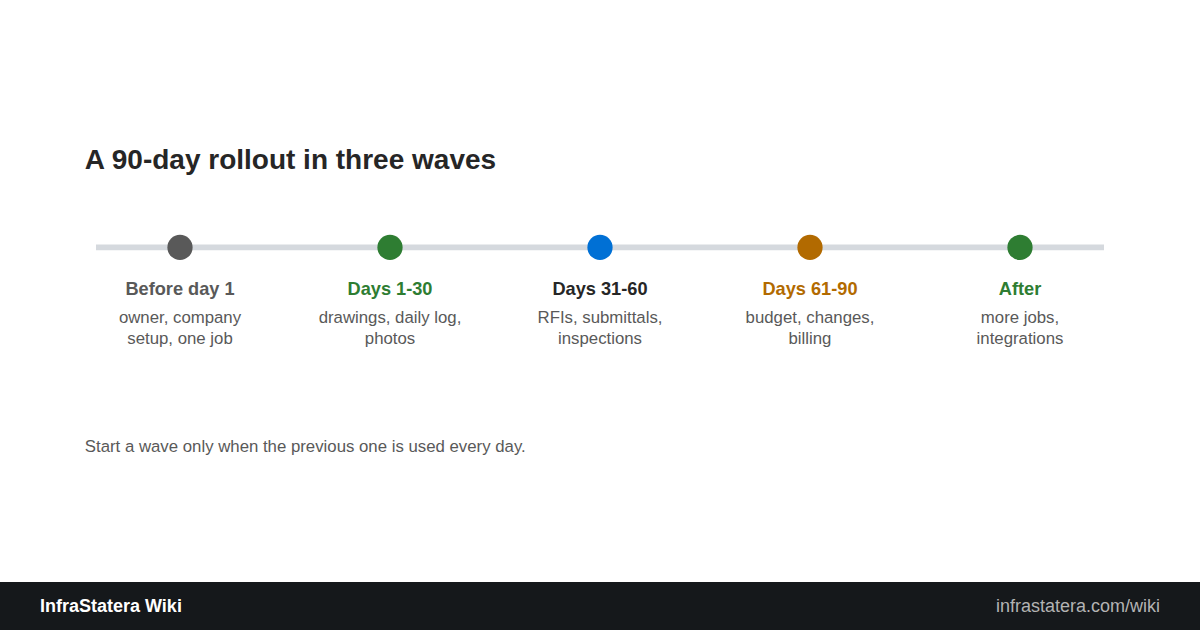 A 90-day rollout in three waves
Before day 1
owner, company
setup, one job
Days 1-30
drawings, daily log,
photos
Days 31-60
RFIs, submittals,
inspections
Days 61-90
budget, changes,
billing
After
more jobs,
integrations
Start a wave only when the previous one is used every day.
InfraStatera Wiki
infrastatera.com/wiki